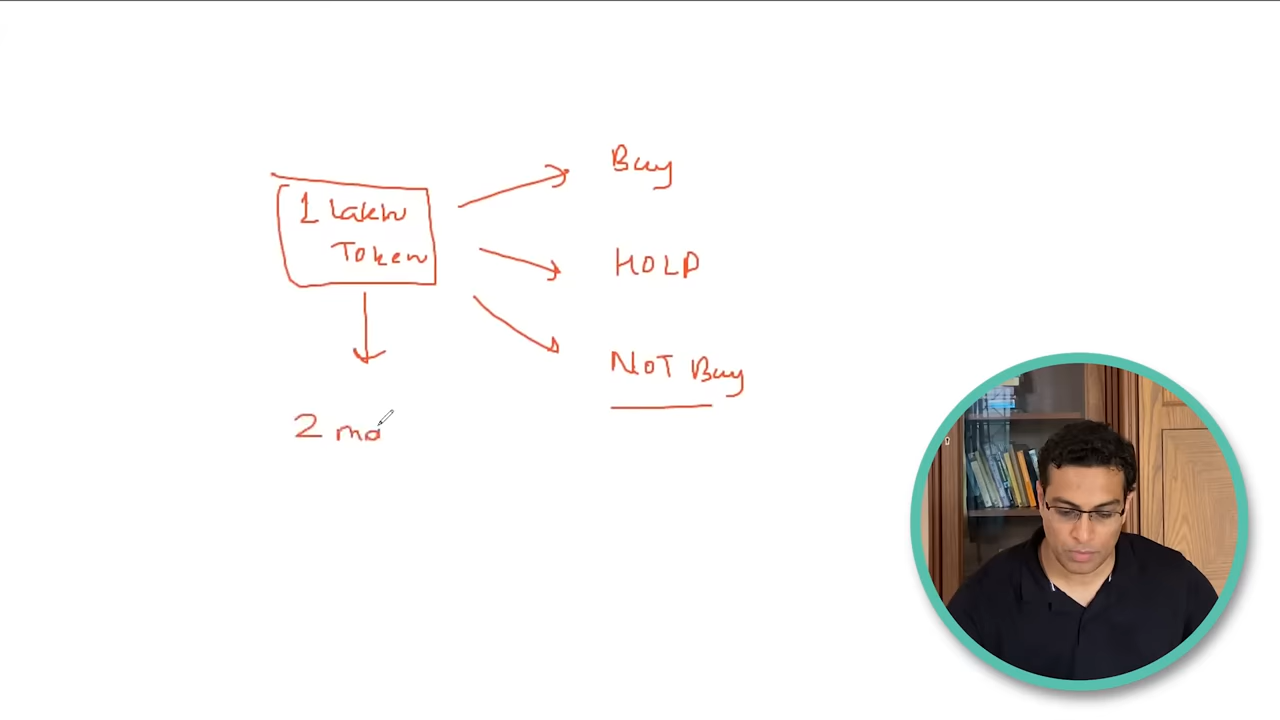 1 Lakh
Token
Buy
HOLD
NOT Buy
2 mo